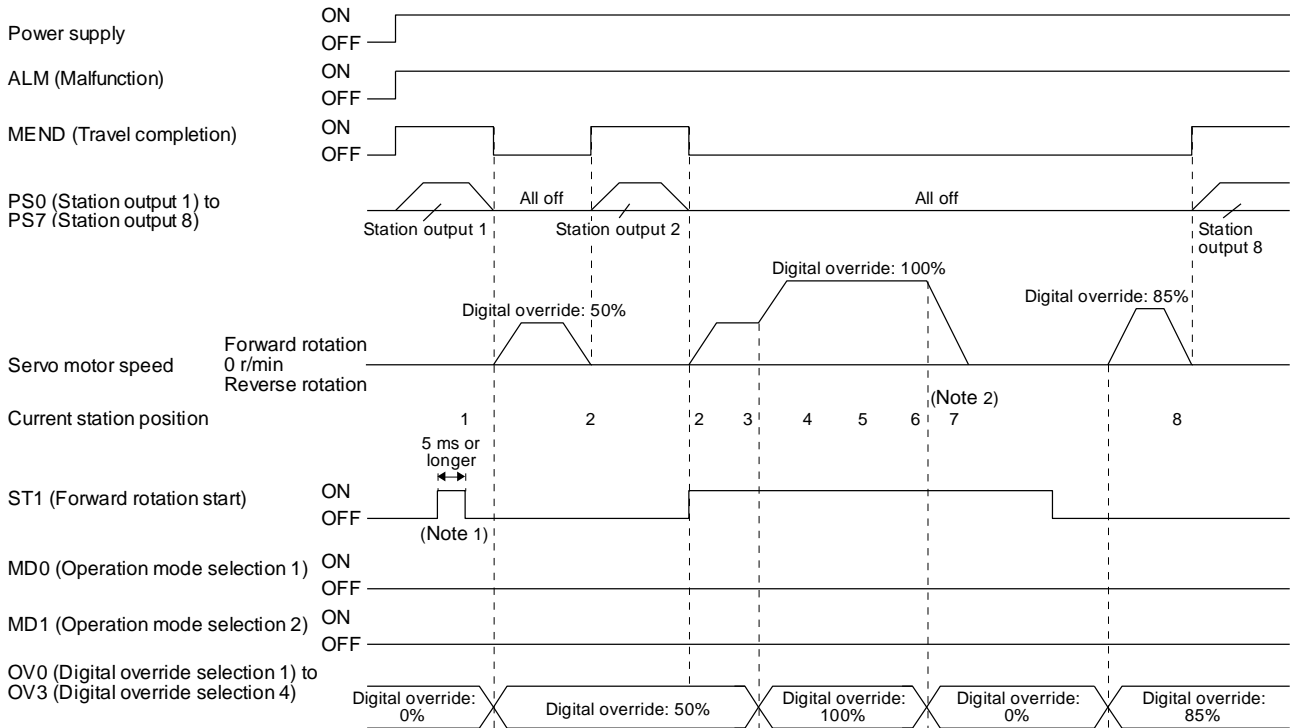 Power supply
ON
OFF
ALM (Malfunction)
ON
OFF
MEND (Travel completion)
ON
OFF
PS0 (Station output 1) to
PS7 (Station output 8)
Station output 1
All off
Station output 2
All off
Station
output 8
Digital override: 50%
Digital override: 100%
Digital override: 85%
Servo motor speed
Forward rotation
0 r/min
Reverse rotation
(Note 2)
Current station position
1 2 2 3 4 5 6 7 8
5 ms or
longer
ST1 (Forward rotation start)
ON
OFF
(Note 1)
MD0 (Operation mode selection 1)
ON
OFF
MD1 (Operation mode selection 2)
ON
OFF
OV0 (Digital override selection 1) to
OV3 (Digital override selection 4)
Digital override:
0%
Digital override: 50%
Digital override:
100%
Digital override:
0%
Digital override:
85%